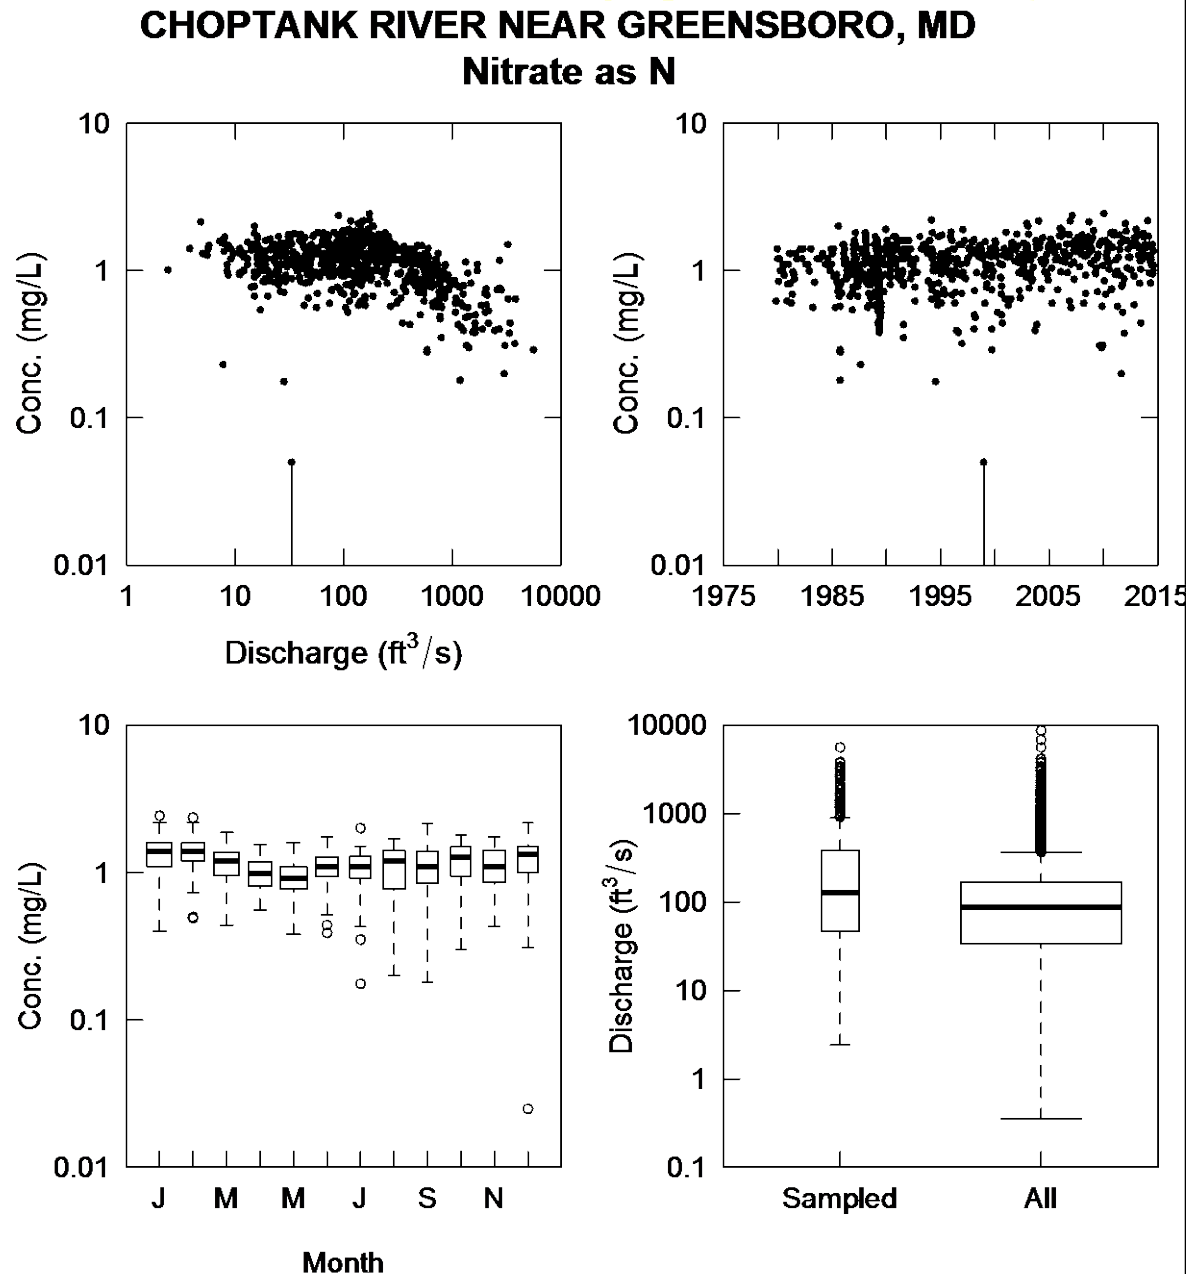 CHOPTANK RIVER NEAR GREENSBORO, MD
Nitrate as N
10
1
0.1
0.01
Conc. (mg/L)
1 10 100 1000 10000
Discharge (ft³/s)
10
1
0.1
0.01
Conc. (mg/L)
1975 1985 1995 2005 2015
10
1
0.1
0.01
Conc. (mg/L)
J M M J S N
Month
10000
1000
100
10
1
0.1
Discharge (ft³/s)
Sampled All